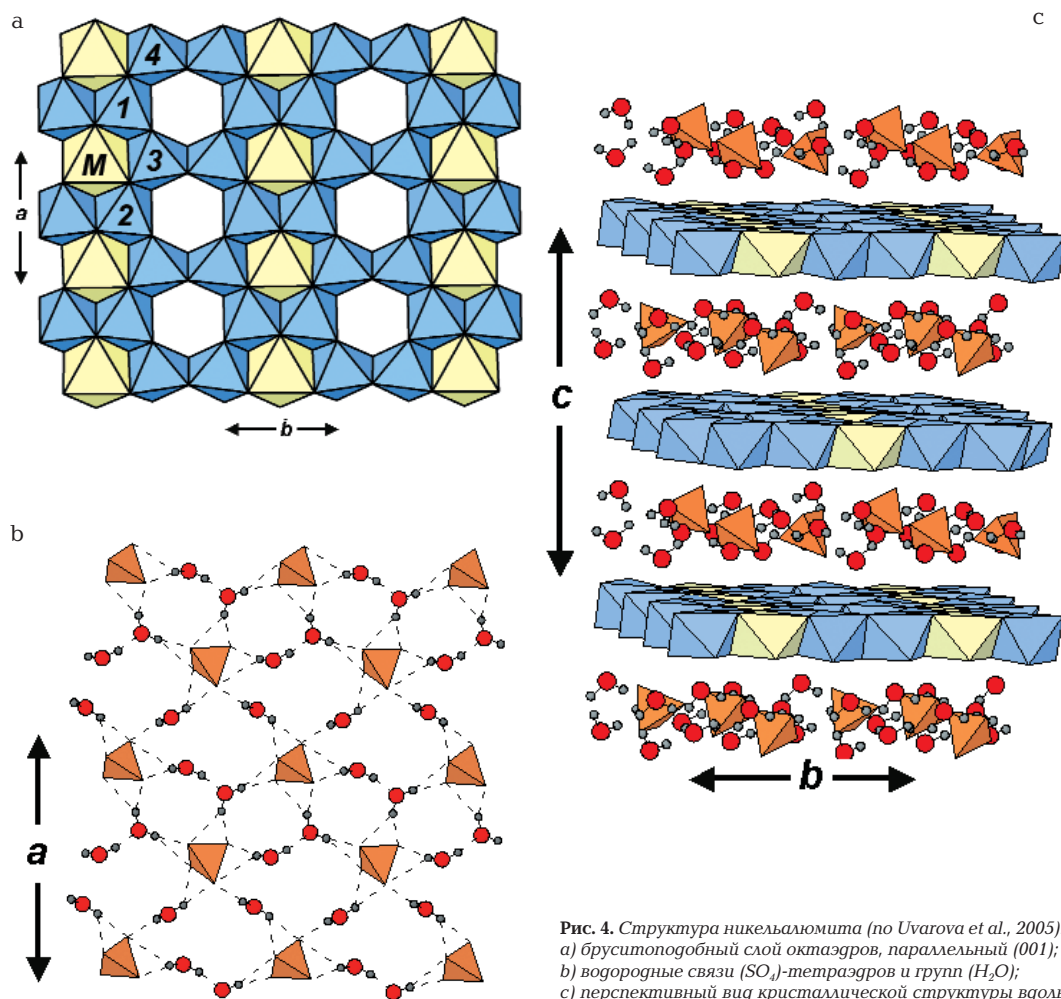 a
c
4
1
M
3
2
a
b
b
a
c
b
Рис. 4. Структура никельалюмита (по Uvarova et al., 2005)
а) бруситоподобный слой октаэдров, параллельный (001);
b) водородные связи (SO₄)-тетраэдров и групп (H₂O);
c) перспективный вид кристаллической структуры вдоль